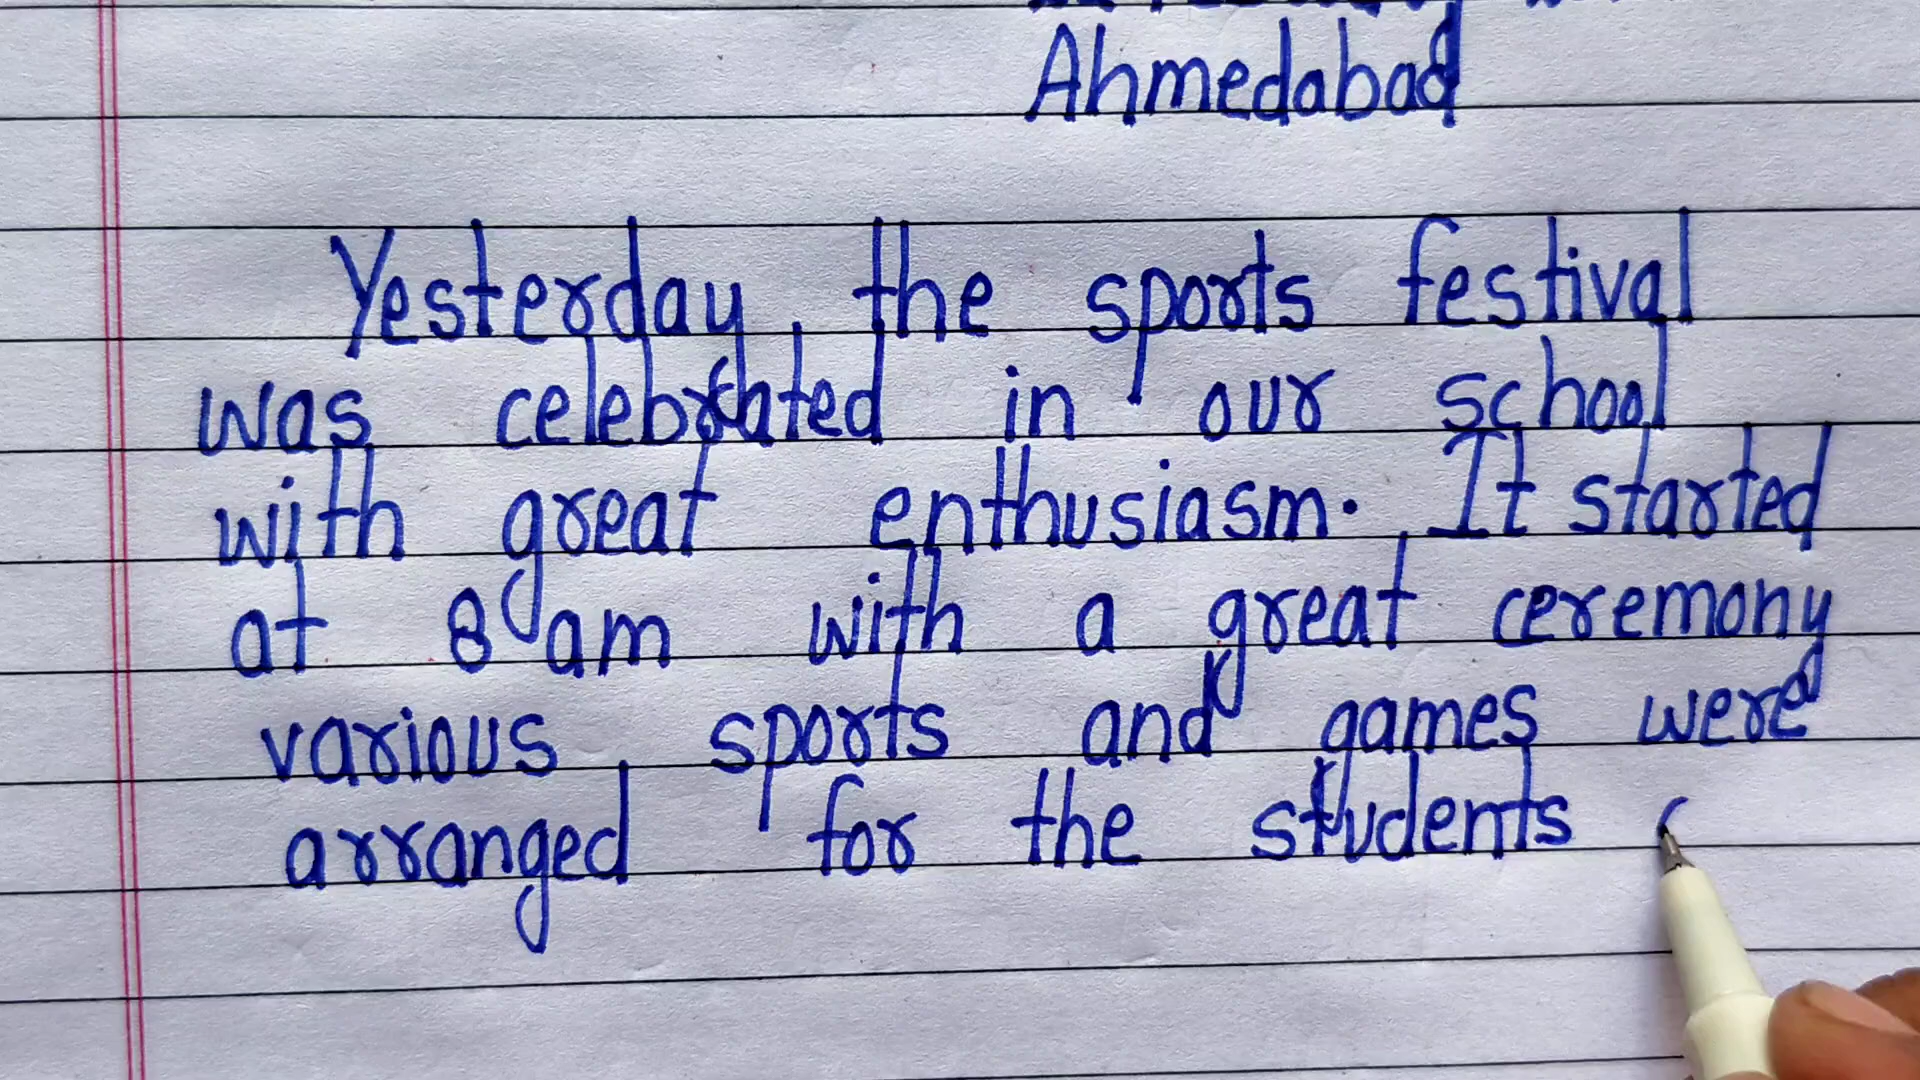 Ahmedabad
Yesterday, the sports festival
was celebrated in our school
with great enthusiasm. It started
at 8 am with a great ceremony
various sports and games were
arranged for the students